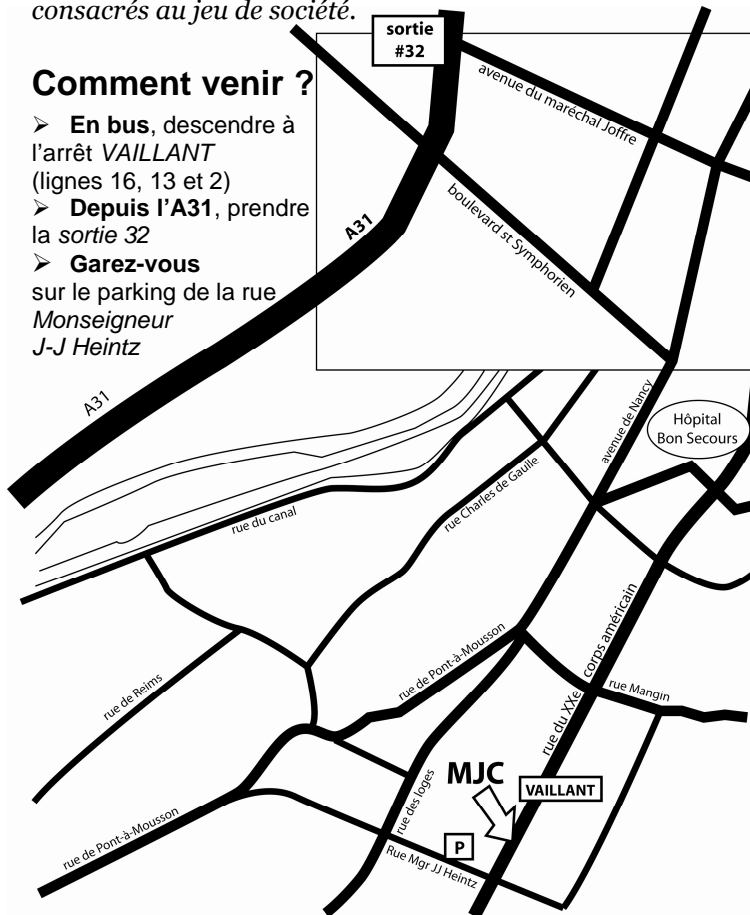 consacrés au jeu de société.
Comment venir ?
➢ En bus, descendre à
l’arrêt VAILLANT
(lignes 16, 13 et 2)
➢ Depuis l’A31, prendre
la sortie 32
➢ Garez-vous
sur le parking de la rue
Monseigneur
J-J Heintz
sortie
#32
avenue du maréchal Joffre
boulevard st Symphorien
A31
A31
avenue de Nancy
Hôpital
Bon Secours
rue Charles de Gaulle
rue du canal
rue du XXe corps américain
rue de Pont-à-Mousson
rue Mangin
rue de Reims
MJC
VAILLANT
rue des loges
P
rue de Pont-à-Mousson
Rue Mgr JJ Heintz